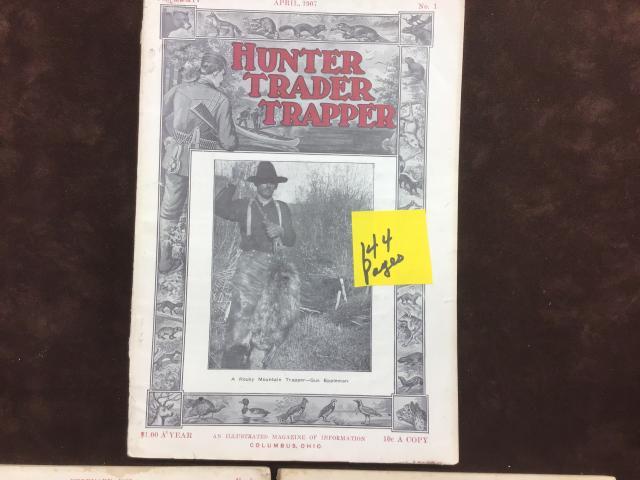 APRIL, 1907 No. 1
HUNTER
TRADER
TRAPPER
144
Pages
A Rocky Mountain Trapper—Gus Eppleman
$1.00 A YEAR AN ILLUSTRATED MAGAZINE OF INFORMATION 10c A COPY
COLUMBUS, OHIO